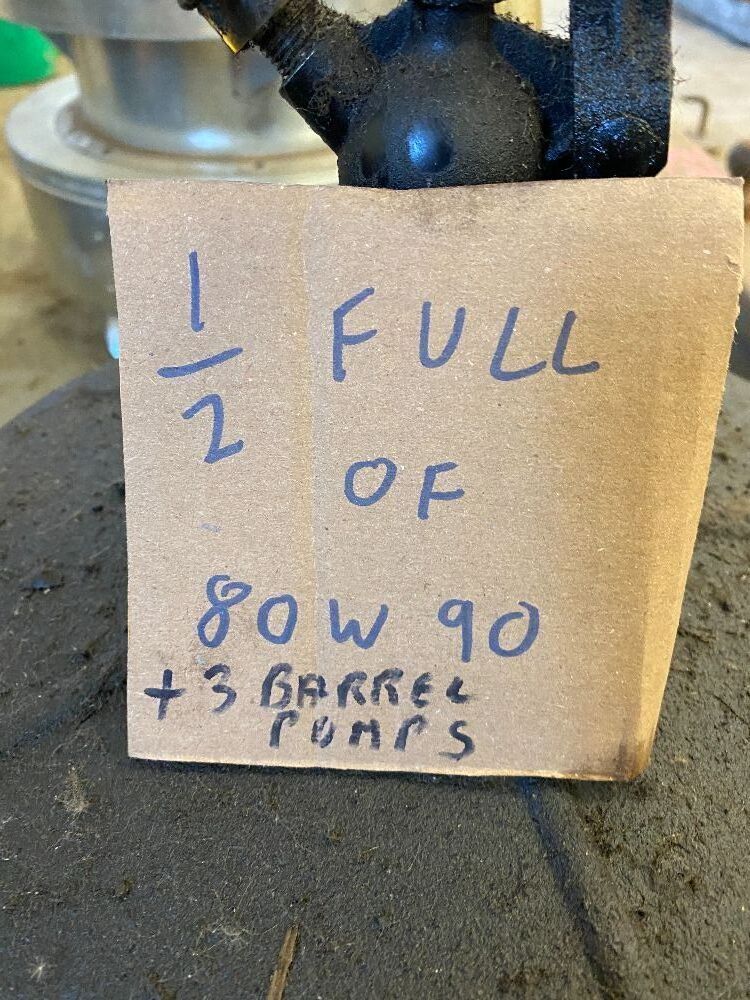 1/2 FULL
OF
80W 90
+ 3 BARREL
PUMPS